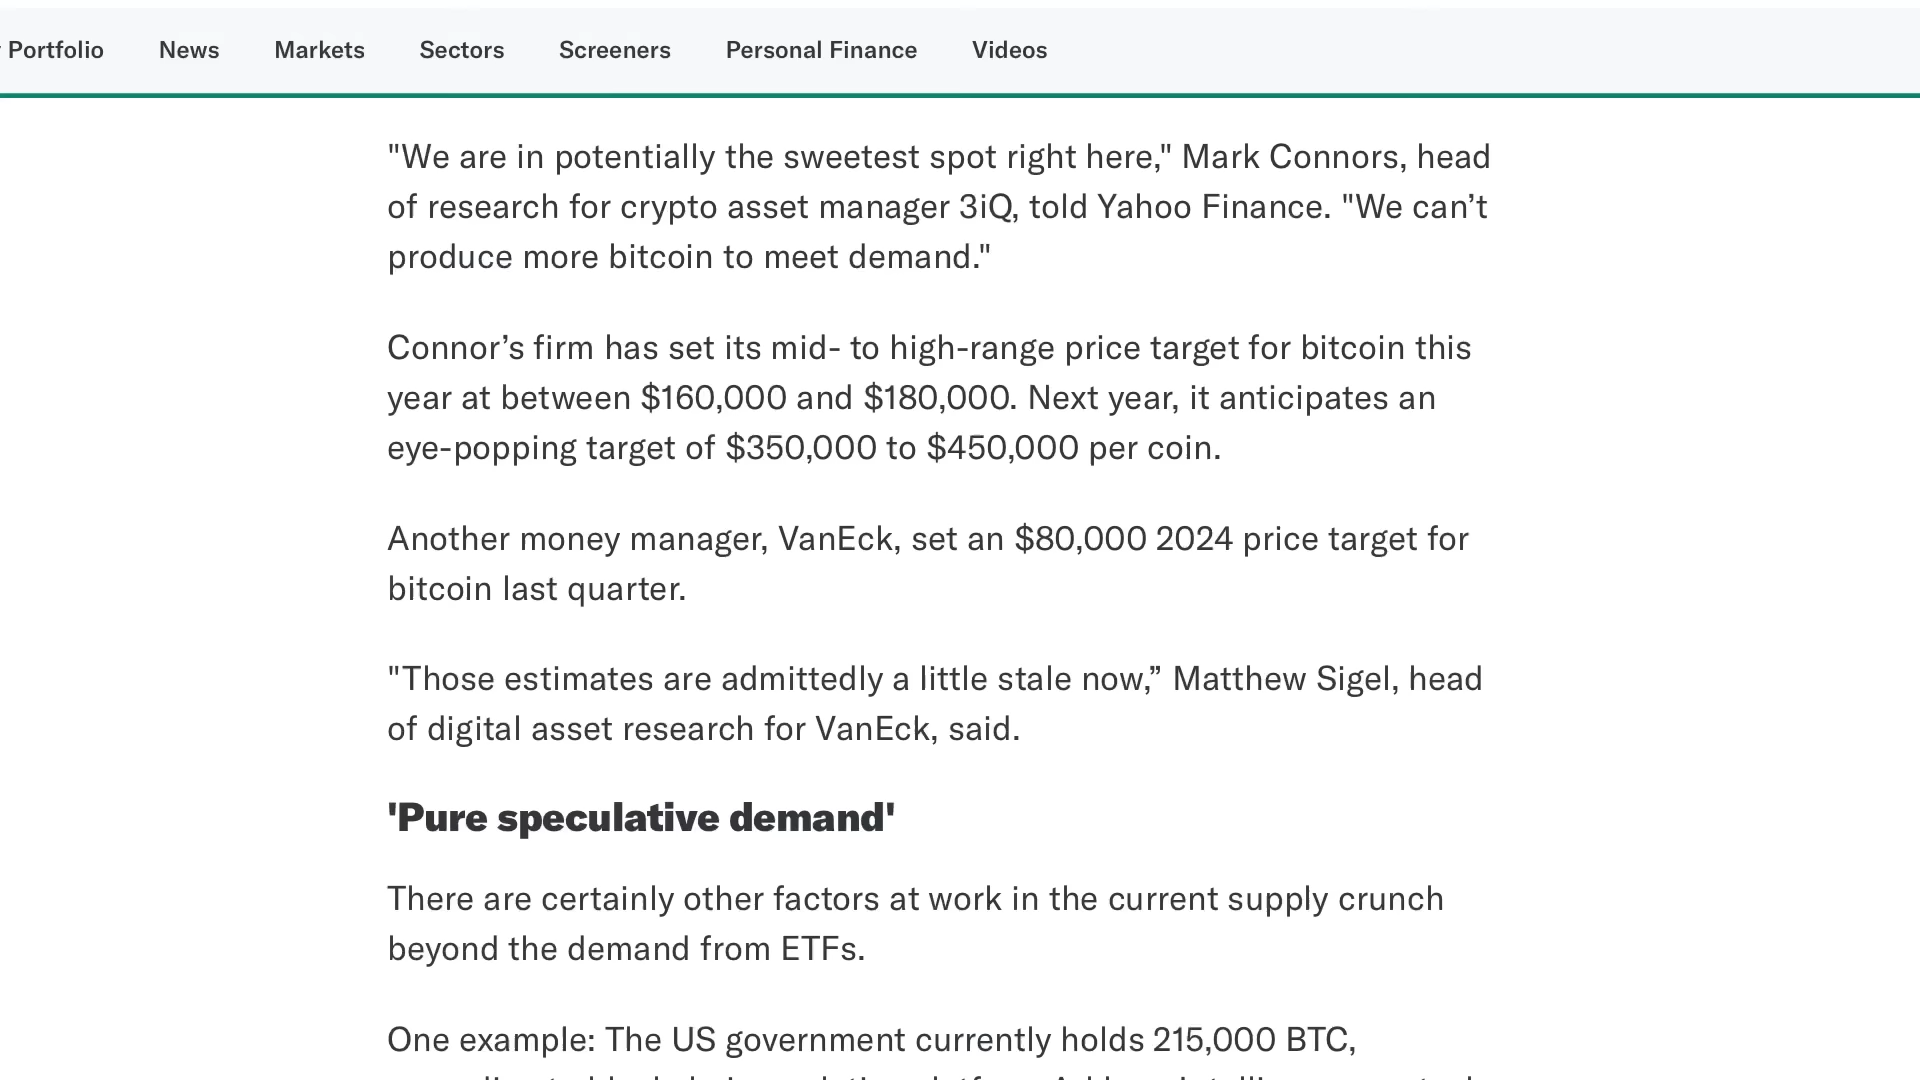 Portfolio News Markets Sectors Screeners Personal Finance Videos
"We are in potentially the sweetest spot right here," Mark Connors, head
of research for crypto asset manager 3iQ, told Yahoo Finance. "We can’t
produce more bitcoin to meet demand."
Connor’s firm has set its mid- to high-range price target for bitcoin this
year at between $160,000 and $180,000. Next year, it anticipates an
eye-popping target of $350,000 to $450,000 per coin.
Another money manager, VanEck, set an $80,000 2024 price target for
bitcoin last quarter.
"Those estimates are admittedly a little stale now,” Matthew Sigel, head
of digital asset research for VanEck, said.
'Pure speculative demand'
There are certainly other factors at work in the current supply crunch
beyond the demand from ETFs.
One example: The US government currently holds 215,000 BTC,